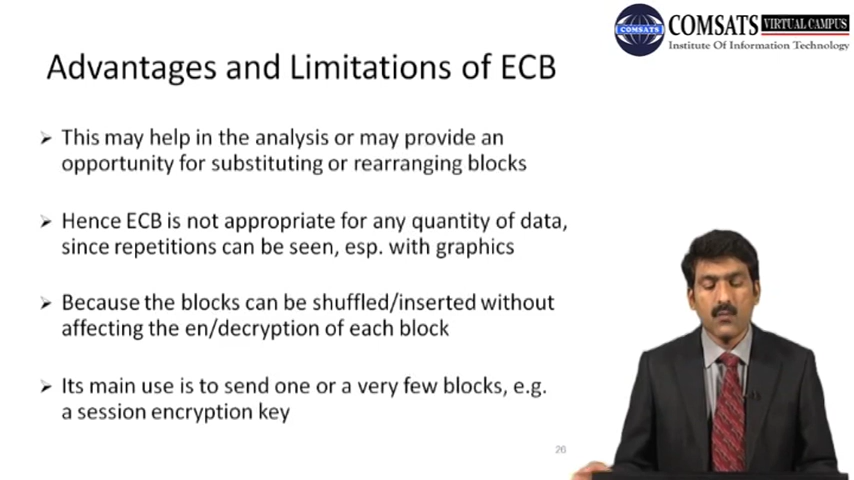 COMSATS VIRTUAL CAMPUS
Institute Of Information Technology
COMSATS
Advantages and Limitations of ECB
➢ This may help in the analysis or may provide an
opportunity for substituting or rearranging blocks
➢ Hence ECB is not appropriate for any quantity of data,
since repetitions can be seen, esp. with graphics
➢ Because the blocks can be shuffled/inserted without
affecting the en/decryption of each block
➢ Its main use is to send one or a very few blocks, e.g.
a session encryption key
26